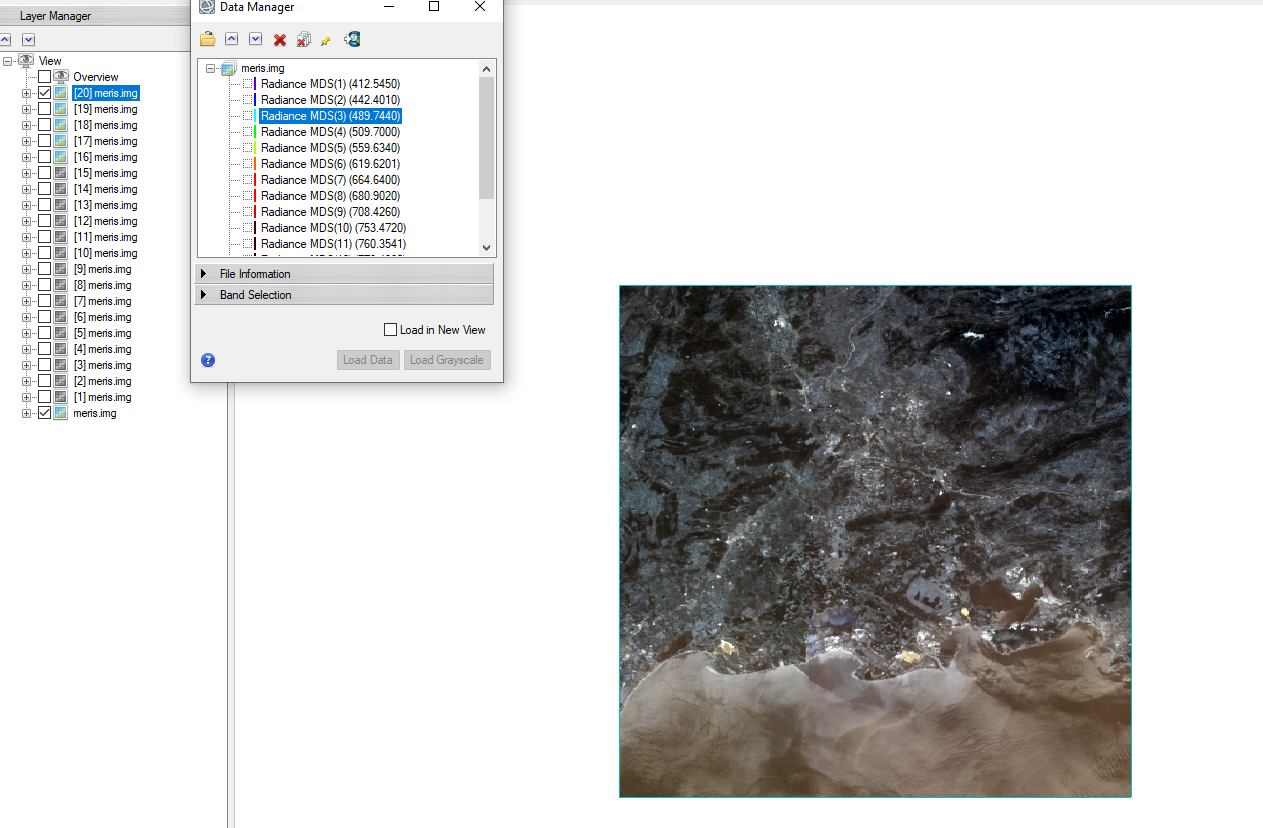 Layer Manager
View
Overview
[20] meris.img
[19] meris.img
[18] meris.img
[17] meris.img
[16] meris.img
[15] meris.img
[14] meris.img
[13] meris.img
[12] meris.img
[11] meris.img
[10] meris.img
[9] meris.img
[8] meris.img
[7] meris.img
[6] meris.img
[5] meris.img
[4] meris.img
[3] meris.img
[2] meris.img
[1] meris.img
meris.img
Data Manager
meris.img
Radiance MDS(1) (412.5450)
Radiance MDS(2) (442.4010)
Radiance MDS(3) (489.7440)
Radiance MDS(4) (509.7000)
Radiance MDS(5) (559.6340)
Radiance MDS(6) (619.6201)
Radiance MDS(7) (664.6400)
Radiance MDS(8) (680.9020)
Radiance MDS(9) (708.4260)
Radiance MDS(10) (753.4720)
Radiance MDS(11) (760.3541)
File Information
Band Selection
Load in New View
Load Data
Load Grayscale